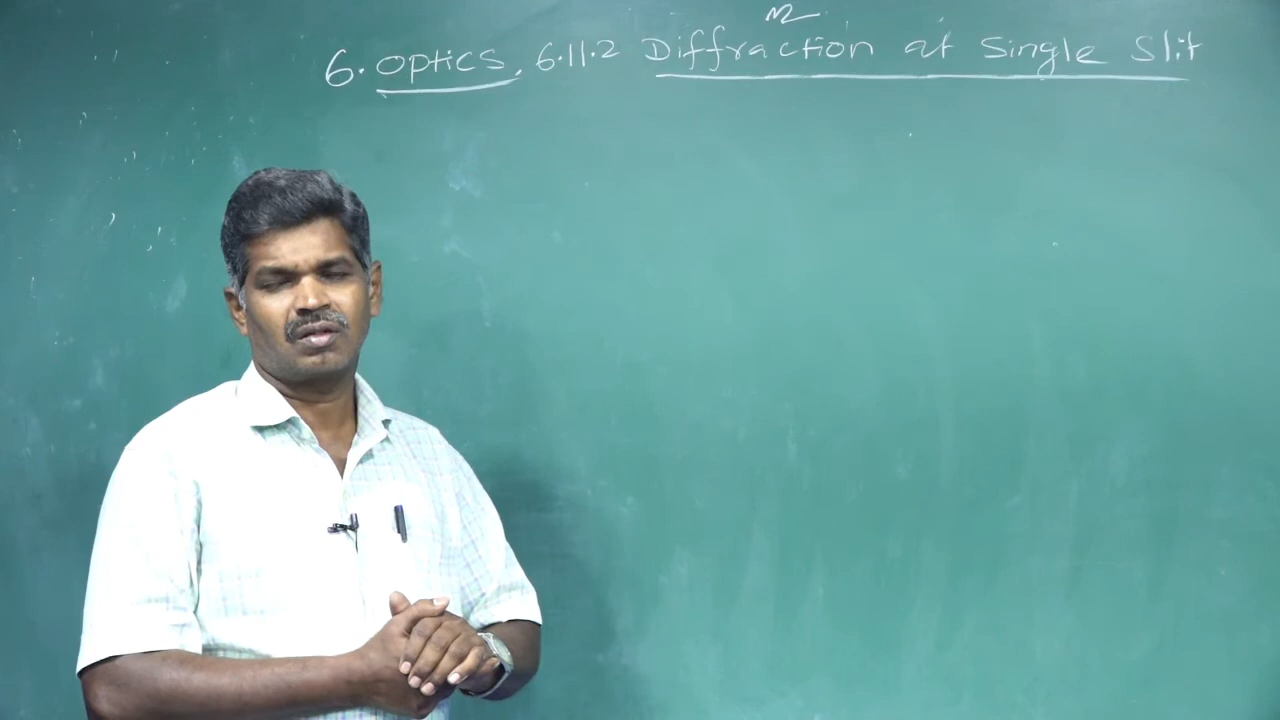 6. Optics, 6.11.2 Diffraction at Single Slit